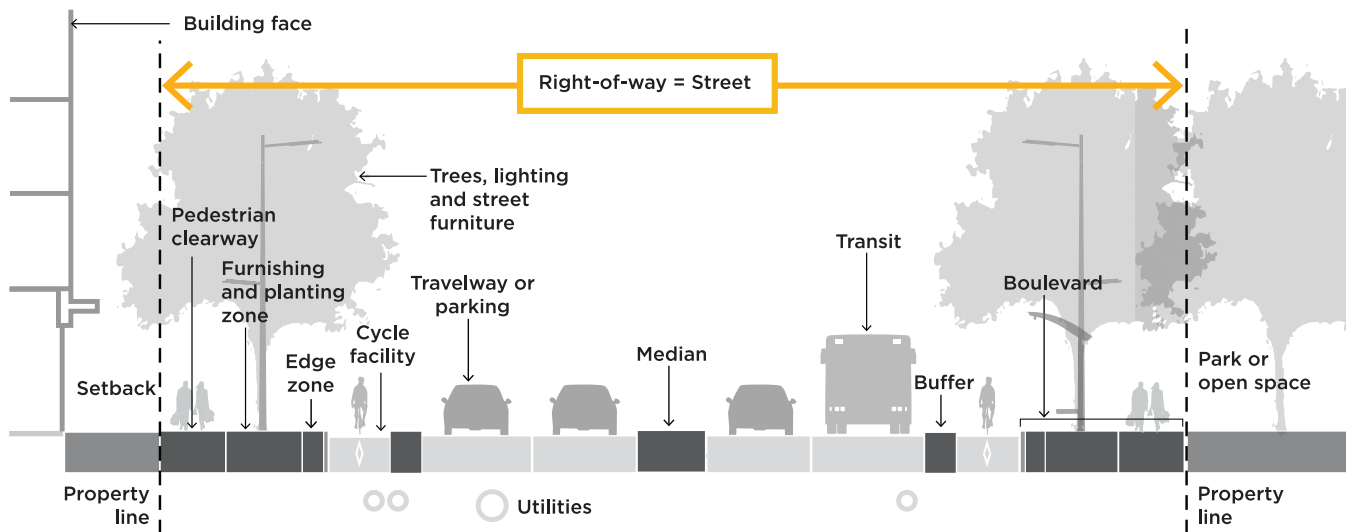 Building face
Right-of-way = Street
Trees, lighting
and street
furniture
Pedestrian
clearway
Furnishing
and planting
zone
Travelway or
parking
Transit
Boulevard
Cycle
facility
Edge
zone
Median
Buffer
Setback
Park or
open space
Property
line
Utilities
Property
line